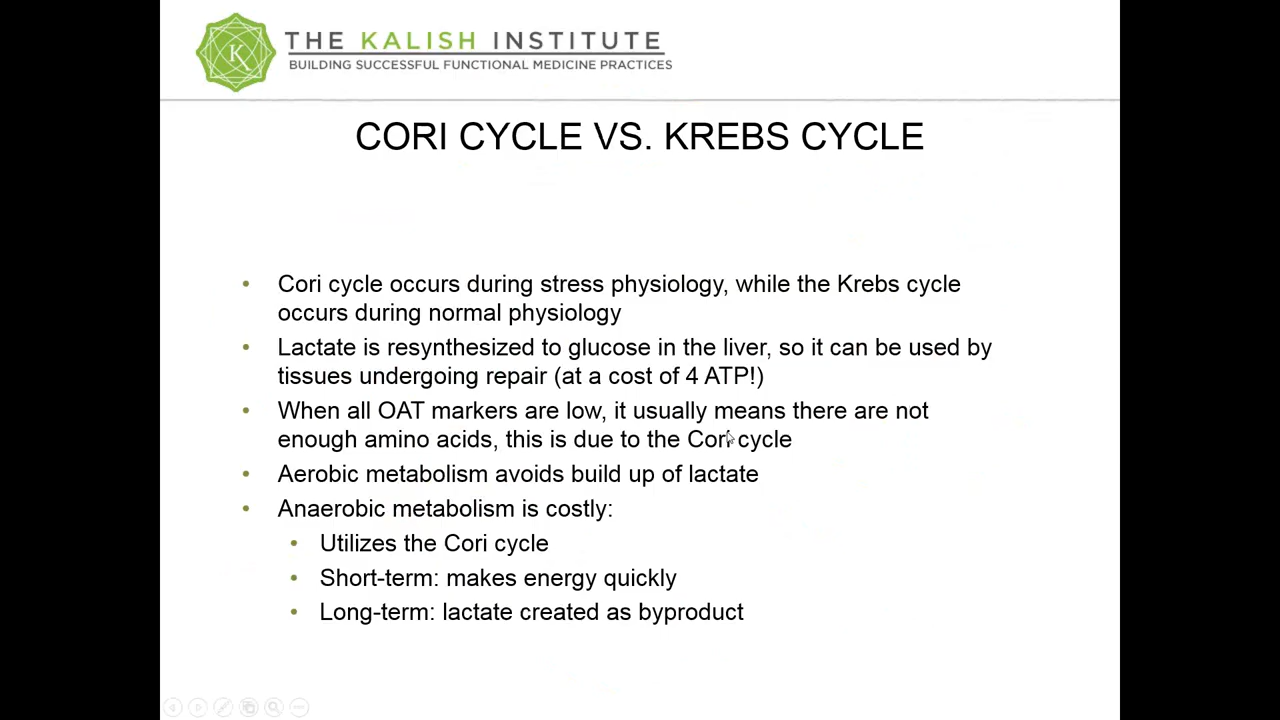 THE KALISH INSTITUTE
BUILDING SUCCESSFUL FUNCTIONAL MEDICINE PRACTICES
CORI CYCLE VS. KREBS CYCLE
• Cori cycle occurs during stress physiology, while the Krebs cycle
occurs during normal physiology
• Lactate is resynthesized to glucose in the liver, so it can be used by
tissues undergoing repair (at a cost of 4 ATP!)
• When all OAT markers are low, it usually means there are not
enough amino acids, this is due to the Cori cycle
• Aerobic metabolism avoids build up of lactate
• Anaerobic metabolism is costly:
• Utilizes the Cori cycle
• Short-term: makes energy quickly
• Long-term: lactate created as byproduct